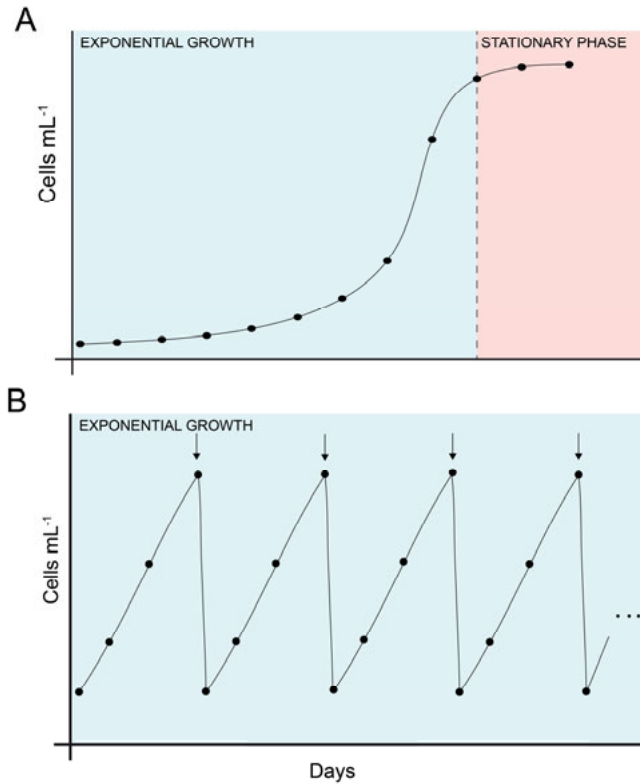 A
EXPONENTIAL GROWTH
STATIONARY PHASE
Cells mL⁻¹
B
EXPONENTIAL GROWTH
Cells mL⁻¹
...
Days